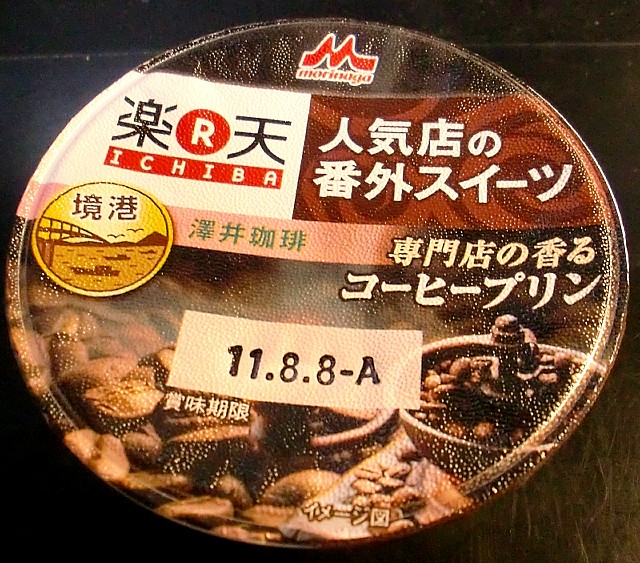 morinaga
楽R天
ICHIBA
人気店の
番外スイーツ
境港
澤井珈琲
専門店の香る
コーヒープリン
11.8.8-A
賞味期限
イメージ図